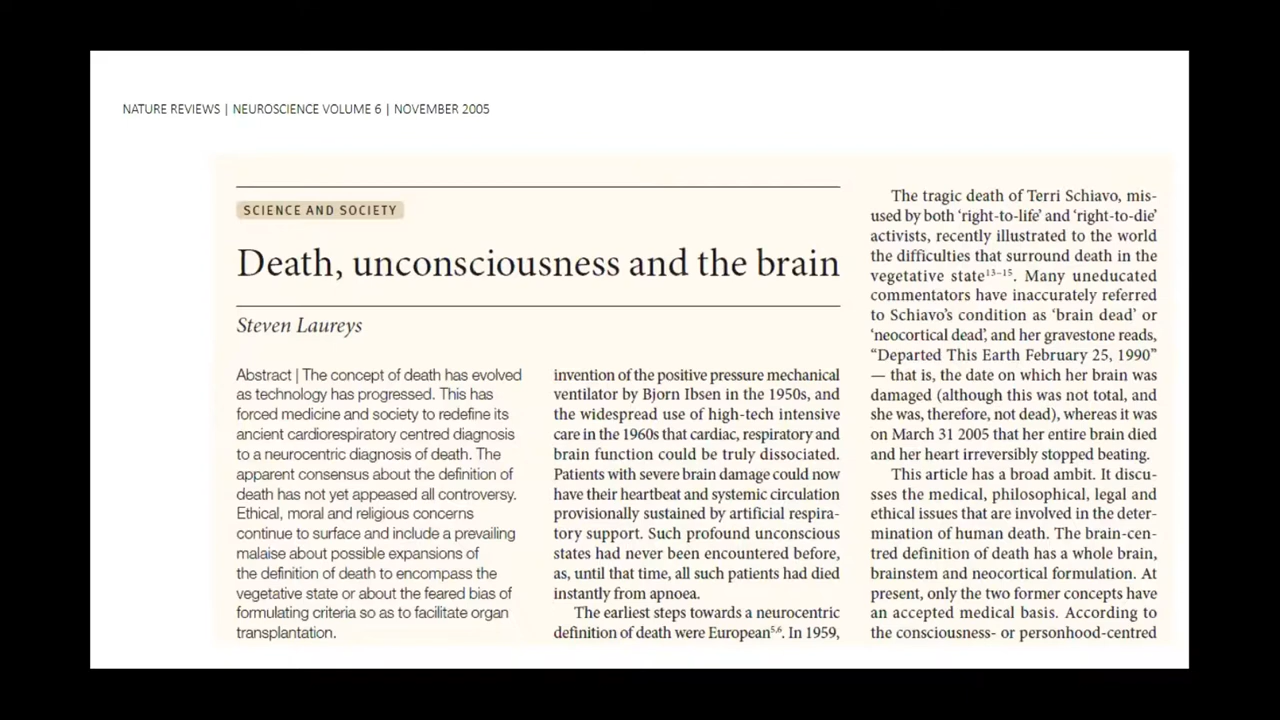 NATURE REVIEWS | NEUROSCIENCE VOLUME 6 | NOVEMBER 2005
SCIENCE AND SOCIETY
Death, unconsciousness and the brain
Steven Laureys
Abstract | The concept of death has evolved
as technology has progressed. This has
forced medicine and society to redefine its
ancient cardiorespiratory centred diagnosis
to a neurocentric diagnosis of death. The
apparent consensus about the definition of
death has not yet appeased all controversy.
Ethical, moral and religious concerns
continue to surface and include a prevailing
malaise about possible expansions of
the definition of death to encompass the
vegetative state or about the feared bias of
formulating criteria so as to facilitate organ
transplantation.
invention of the positive pressure mechanical
ventilator by Bjorn Ibsen in the 1950s, and
the widespread use of high-tech intensive
care in the 1960s that cardiac, respiratory and
brain function could be truly dissociated.
Patients with severe brain damage could now
have their heartbeat and systemic circulation
provisionally sustained by artificial respira-
tory support. Such profound unconscious
states had never been encountered before,
as, until that time, all such patients had died
instantly from apnoea.
The earliest steps towards a neurocentric
definition of death were European5,6. In 1959,
The tragic death of Terri Schiavo, mis-
used by both ‘right-to-life’ and ‘right-to-die’
activists, recently illustrated to the world
the difficulties that surround death in the
vegetative state13–15. Many uneducated
commentators have inaccurately referred
to Schiavo’s condition as ‘brain dead’ or
‘neocortical dead’, and her gravestone reads,
“Departed This Earth February 25, 1990”
— that is, the date on which her brain was
damaged (although this was not total, and
she was, therefore, not dead), whereas it was
on March 31 2005 that her entire brain died
and her heart irreversibly stopped beating.
This article has a broad ambit. It discu-
sses the medical, philosophical, legal and
ethical issues that are involved in the deter-
mination of human death. The brain-cen-
tred definition of death has a whole brain,
brainstem and neocortical formulation. At
present, only the two former concepts have
an accepted medical basis. According to
the consciousness- or personhood-centred